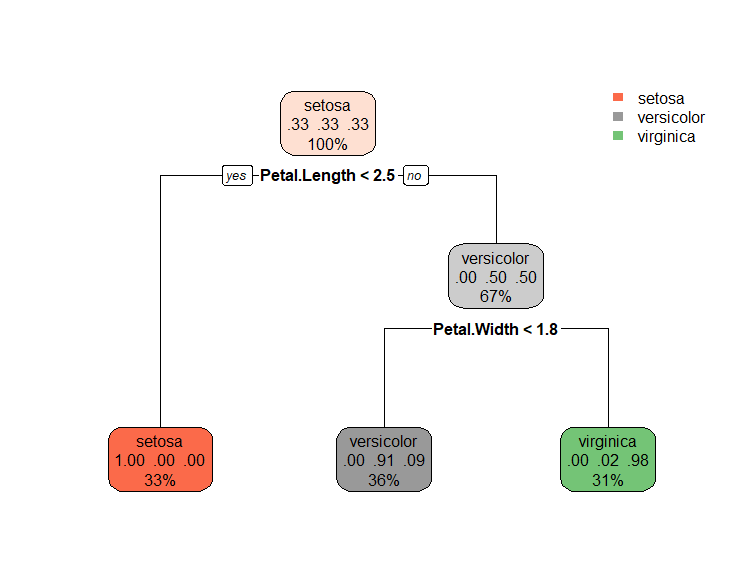 setosa
.33 .33 .33
100%
setosa
versicolor
virginica
yes Petal.Length < 2.5 no
versicolor
.00 .50 .50
67%
Petal.Width < 1.8
setosa
1.00 .00 .00
33%
versicolor
.00 .91 .09
36%
virginica
.00 .02 .98
31%